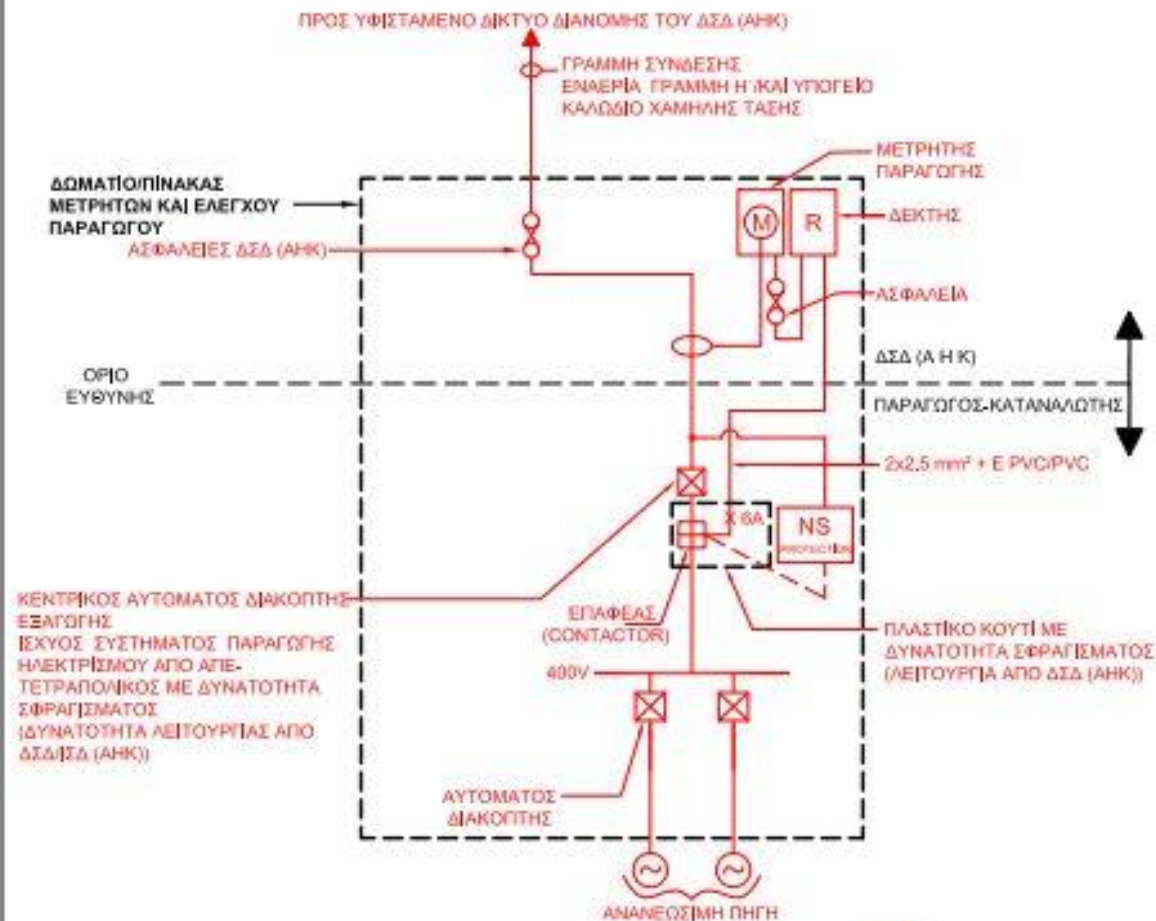 ΠΡΟΣ ΥΦΙΣΤΑΜΕΝΟ ΔΙΚΤΥΟ ΔΙΑΝΟΜΗΣ ΤΟΥ ΔΣΔ (ΑΗΚ)
ΓΡΑΜΜΗ ΣΥΝΔΕΣΗΣ
ΕΝΑΕΡΙΑ ΓΡΑΜΜΗ Η΄/ΚΑΙ ΥΠΟΓΕΙΟ
ΚΑΛΩΔΙΟ ΧΑΜΗΛΗΣ ΤΑΣΗΣ
ΜΕΤΡΗΤΗΣ
ΠΑΡΑΓΩΓΗΣ
ΔΩΜΑΤΙΟ/ΠΙΝΑΚΑΣ
ΜΕΤΡΗΤΩΝ ΚΑΙ ΕΛΕΓΧΟΥ
ΠΑΡΑΓΩΓΟΥ
M
R
ΔΕΚΤΗΣ
ΑΣΦΑΛΕΙΕΣ ΔΣΔ (ΑΗΚ)
ΑΣΦΑΛΕΙΑ
ΔΣΔ (Α Η Κ)
ΟΡΙΟ
ΕΥΘΥΝΗΣ
ΠΑΡΑΓΩΓΟΣ-ΚΑΤΑΝΑΛΩΤΗΣ
2x2.5 mm² + E PVC/PVC
X 6A
NS
PROTECTION
ΚΕΝΤΡΙΚΟΣ ΑΥΤΟΜΑΤΟΣ ΔΙΑΚΟΠΤΗΣ
ΕΞΑΓΩΓΗΣ
ΙΣΧΥΟΣ ΣΥΣΤΗΜΑΤΟΣ ΠΑΡΑΓΩΓΗΣ
ΗΛΕΚΤΡΙΣΜΟΥ ΑΠΟ ΑΠΕ-
ΤΕΤΡΑΠΟΛΙΚΟΣ ΜΕ ΔΥΝΑΤΟΤΗΤΑ
ΣΦΡΑΓΙΣΜΑΤΟΣ
(ΔΥΝΑΤΟΤΗΤΑ ΛΕΙΤΟΥΡΓΙΑΣ ΑΠΟ
ΔΣΔ/ΙΣΔ (ΑΗΚ))
ΕΠΑΦΕΑΣ
(CONTACTOR)
ΠΛΑΣΤΙΚΟ ΚΟΥΤΙ ΜΕ
ΔΥΝΑΤΟΤΗΤΑ ΣΦΡΑΓΙΣΜΑΤΟΣ
(ΛΕΙΤΟΥΡΓΙΑ ΑΠΟ ΔΣΔ (ΑΗΚ))
400V
ΑΥΤΟΜΑΤΟΣ
ΔΙΑΚΟΠΤΗΣ
ΑΝΑΝΕΩΣΙΜΗ ΠΗΓΗ